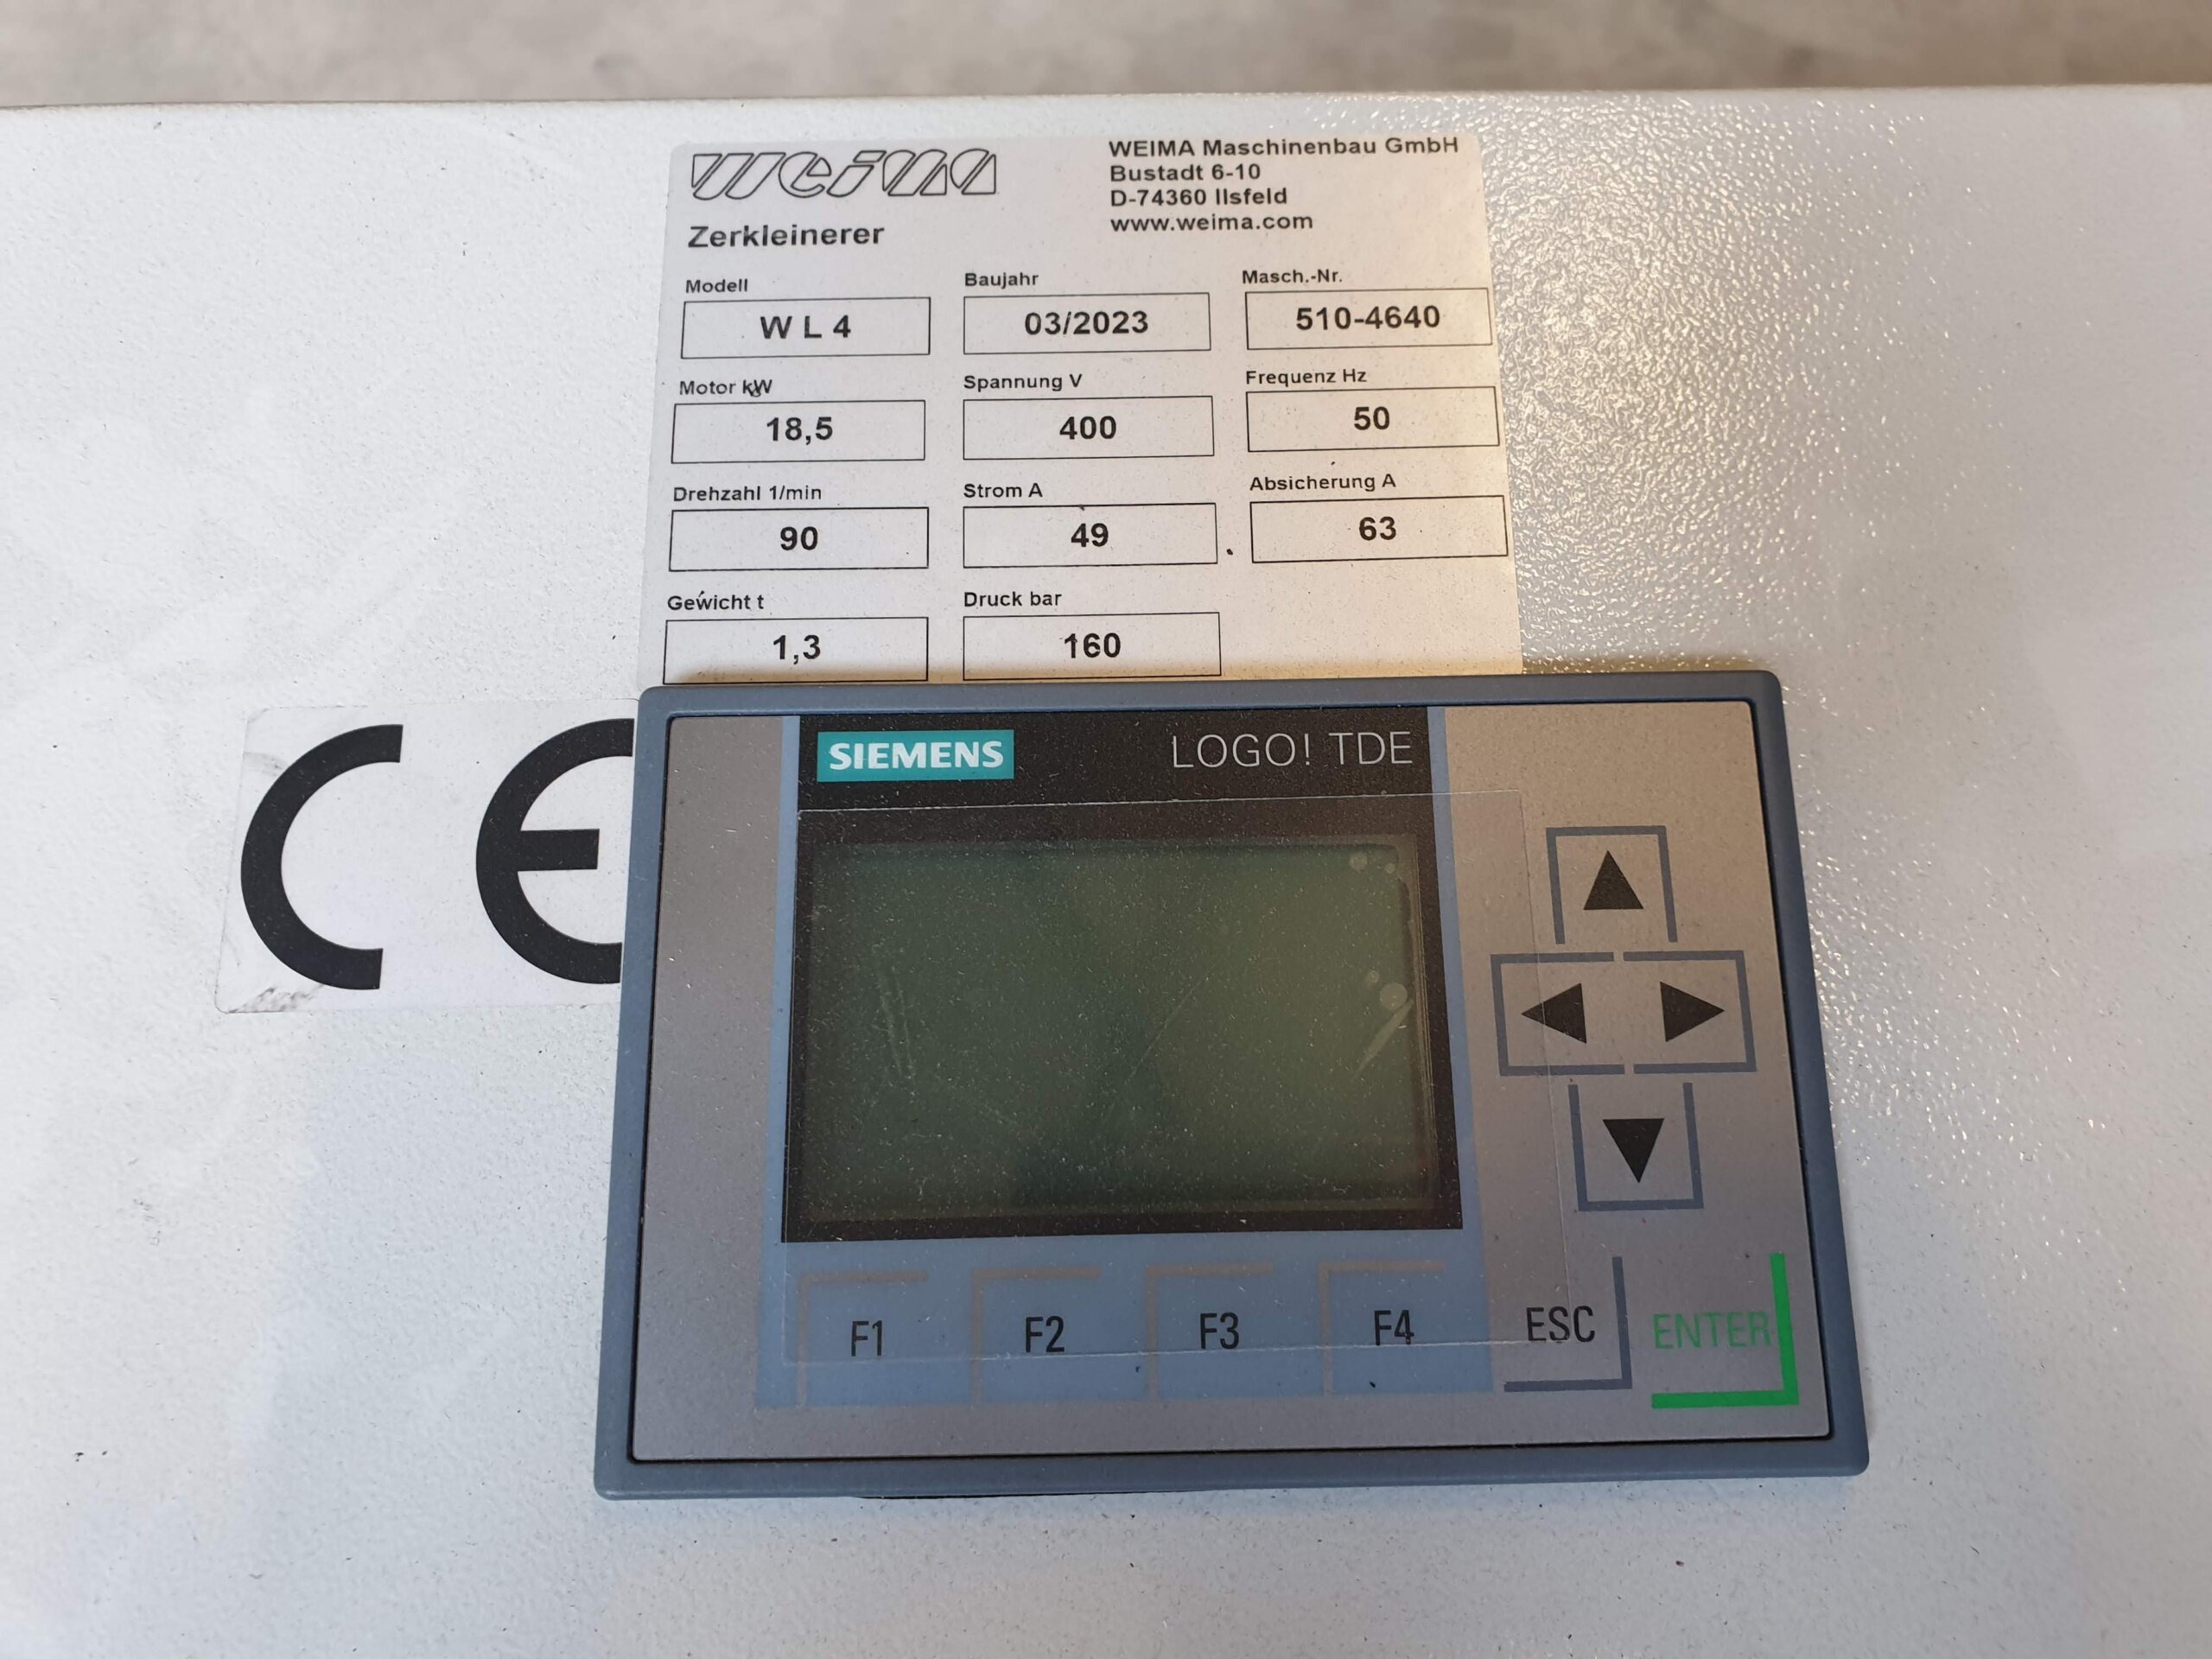 weima
WEIMA Maschinenbau GmbH
Bustadt 6-10
D-74360 Ilsfeld
www.weima.com
Zerkleinerer
Modell Baujahr Masch.-Nr.
W L 4 03/2023 510-4640
Motor kW Spannung V Frequenz Hz
18,5 400 50
Drehzahl 1/min Strom A Absicherung A
90 49 63
Gewicht t Druck bar
1,3 160
CE
SIEMENS LOGO! TDE
F1 F2 F3 F4 ESC ENTER